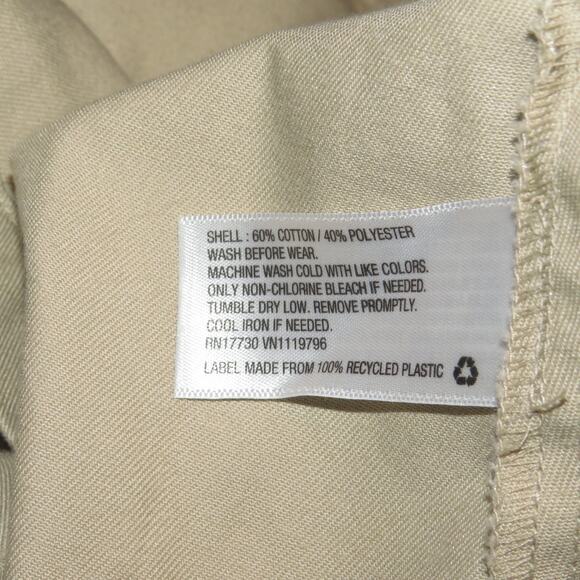 SHELL : 60% COTTON / 40% POLYESTER
WASH BEFORE WEAR.
MACHINE WASH COLD WITH LIKE COLORS.
ONLY NON-CHLORINE BLEACH IF NEEDED.
TUMBLE DRY LOW. REMOVE PROMPTLY.
COOL IRON IF NEEDED.
RN17730 VN1119796
LABEL MADE FROM 100% RECYCLED PLASTIC